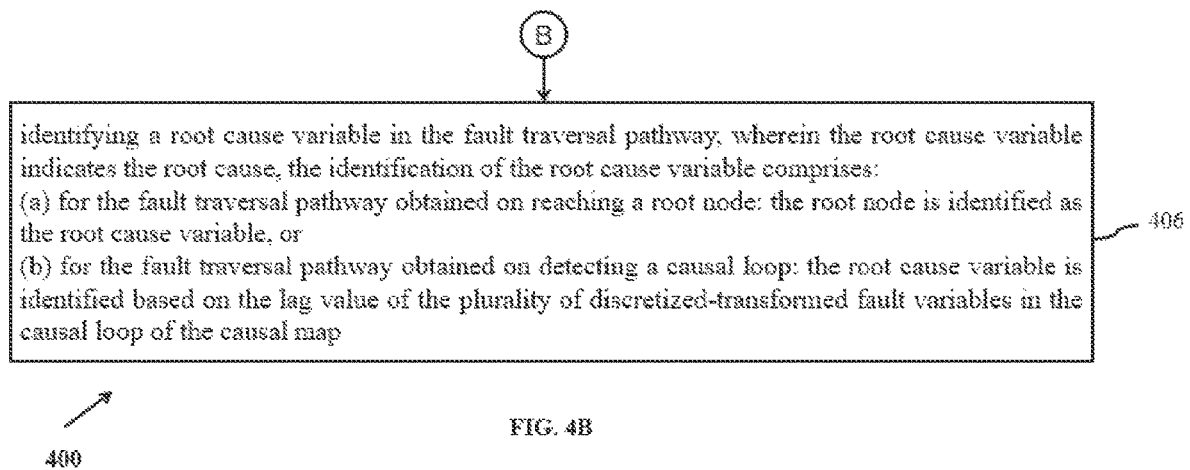 B
identifying a root cause variable in the fault traversal pathway, wherein the root cause variable
indicates the root cause, the identification of the root cause variable comprises:
(a) for the fault traversal pathway obtained on reaching a root node: the root node is identified as
the root cause variable, or
(b) for the fault traversal pathway obtained on detecting a causal loop: the root cause variable is
identified based on the lag value of the plurality of discretized-transformed fault variables in the
causal loop of the causal map
406
FIG. 4B
400